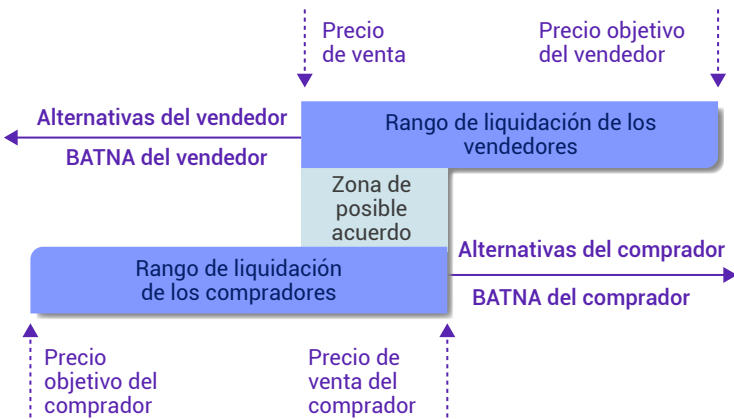 Precio
de venta
Precio objetivo
del vendedor
Alternativas del vendedor
BATNA del vendedor
Rango de liquidación de los
vendedores
Zona de
posible
acuerdo
Rango de liquidación
de los compradores
Alternativas del comprador
BATNA del comprador
Precio
objetivo del
comprador
Precio de
venta del
comprador